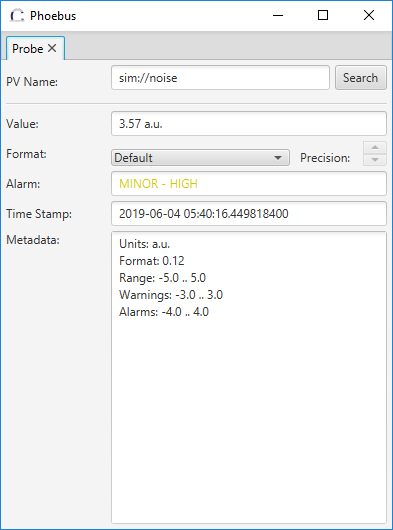 Phoebus
Probe
PV Name: sim://noise Search
Value: 3.57 a.u.
Format: Default Precision:
Alarm: MINOR - HIGH
Time Stamp: 2019-06-04 05:40:16.449818400
Metadata: Units: a.u.
Format: 0.12
Range: -5.0 .. 5.0
Warnings: -3.0 .. 3.0
Alarms: -4.0 .. 4.0